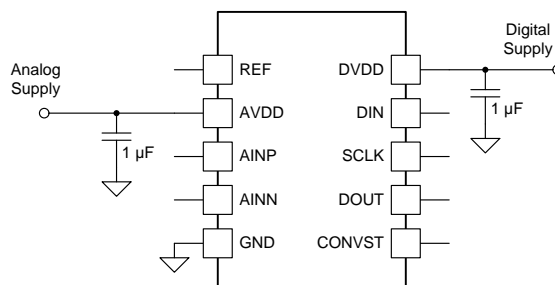 Analog
Supply
1 µF
REF
AVDD
AINP
AINN
GND
DVDD
DIN
SCLK
DOUT
CONVST
Digital
Supply
1 µF